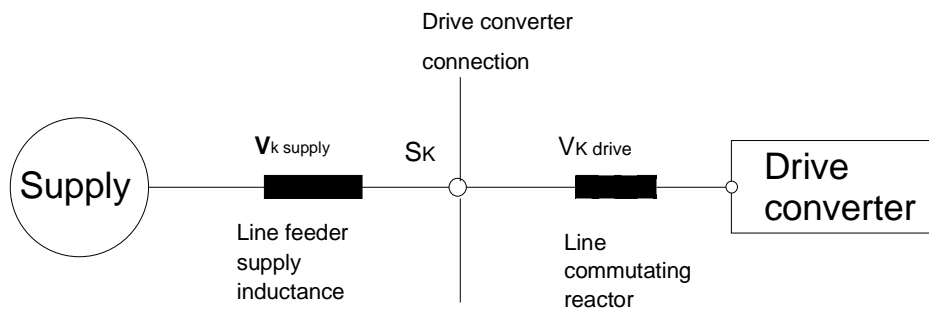 Drive converter
connection
Vk supply
SK
VK drive
Supply
Drive
converter
Line feeder
supply
inductance
Line
commutating
reactor